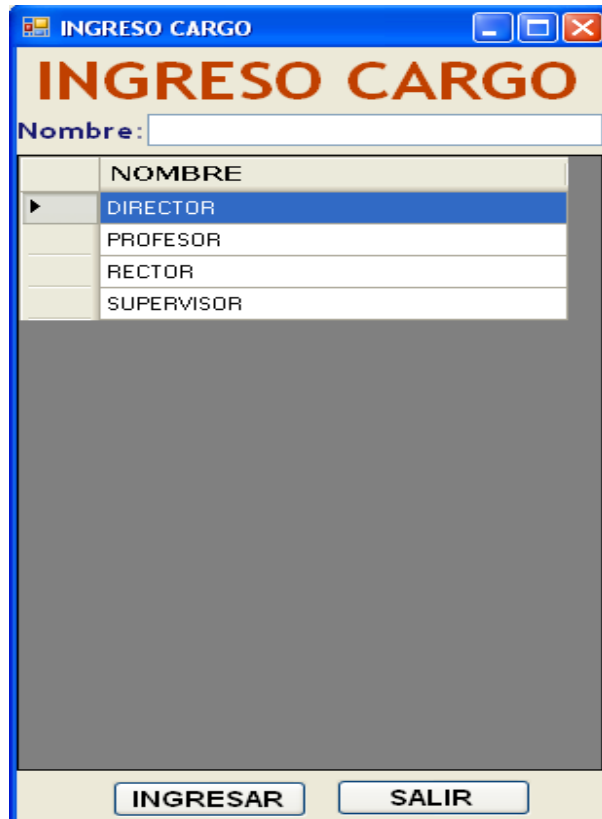 INGRESO CARGO
INGRESO CARGO
Nombre:
NOMBRE
DIRECTOR
PROFESOR
RECTOR
SUPERVISOR
INGRESAR SALIR